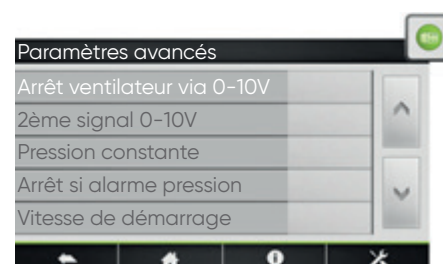 Paramètres avancés
Arrêt ventilateur via 0-10V
2ème signal 0-10V
Pression constante
Arrêt si alarme pression
Vitesse de démarrage